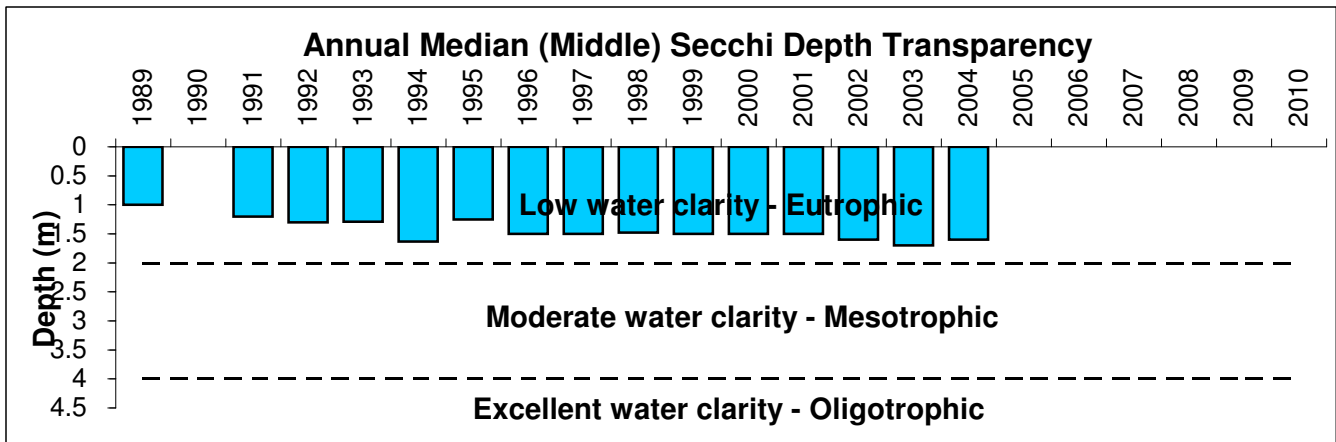 Annual Median (Middle) Secchi Depth Transparency
1989 1990 1991 1992 1993 1994 1995 1996 1997 1998 1999 2000 2001 2002 2003 2004 2005 2006 2007 2008 2009 2010
Depth (m)
0
0.5
1
1.5
2
2.5
3
3.5
4
4.5
Low water clarity - Eutrophic
Moderate water clarity - Mesotrophic
Excellent water clarity - Oligotrophic